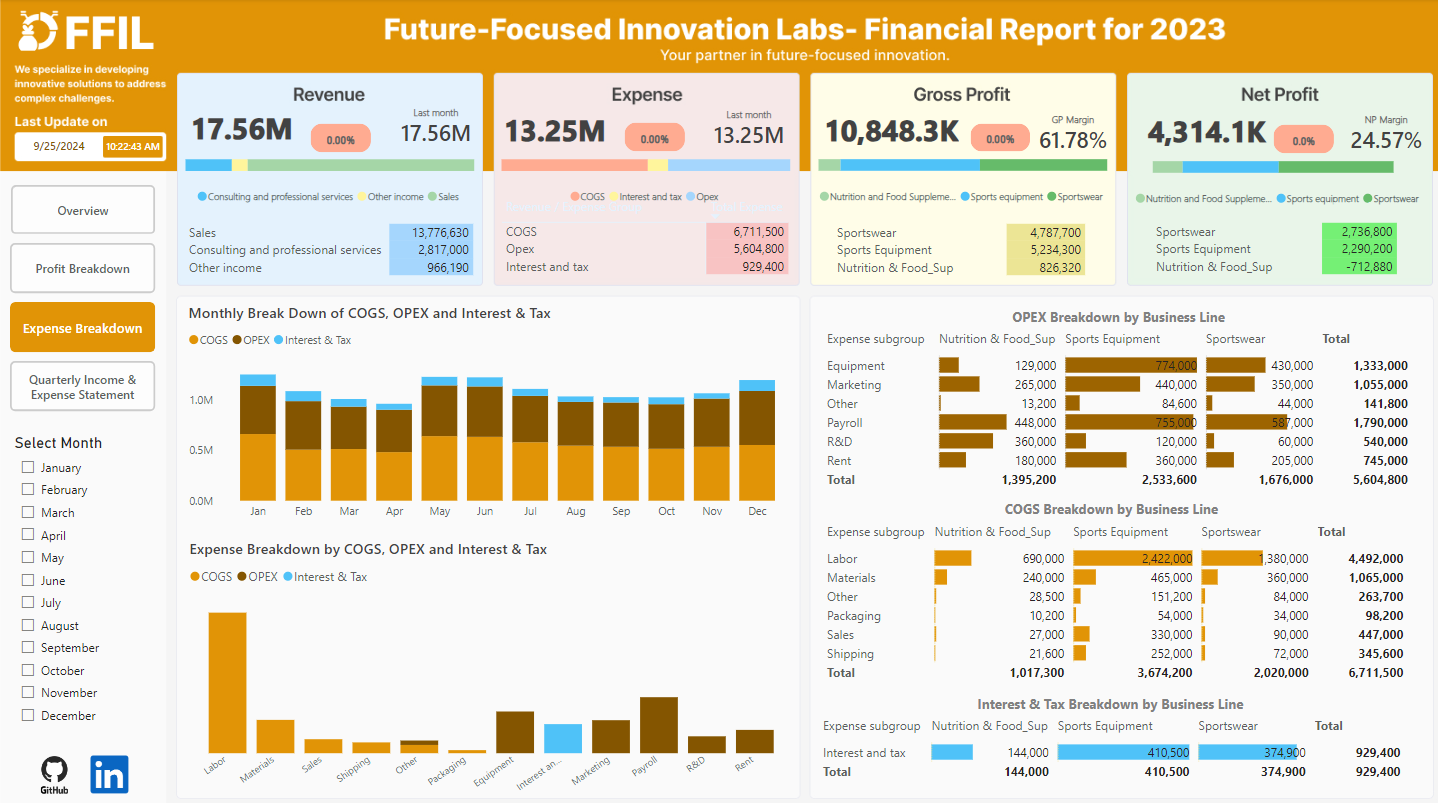 FFIL
We specialize in developing
innovative solutions to address
complex challenges.
Last Update on
9/25/2024 10:22:43 AM
Future-Focused Innovation Labs- Financial Report for 2023
Your partner in future-focused innovation.
Revenue
17.56M 0.00% Last month 17.56M
Consulting and professional services Other income Sales
Sales 13,776,630
Consulting and professional services 2,817,000
Other income 966,190
Expense
13.25M 0.00% Last month 13.25M
COGS Interest and tax Opex
COGS 6,711,500
Opex 5,604,800
Interest and tax 929,400
Gross Profit
10,848.3K 0.00% GP Margin 61.78%
Nutrition and Food Suppleme... Sports equipment Sportswear
Sportswear 4,787,700
Sports Equipment 5,234,300
Nutrition & Food_Sup 826,320
Net Profit
4,314.1K 0.0% NP Margin 24.57%
Nutrition and Food Suppleme... Sports equipment Sportswear
Sportswear 2,736,800
Sports Equipment 2,290,200
Nutrition & Food_Sup -712,880
Overview
Profit Breakdown
Expense Breakdown
Quarterly Income &
Expense Statement
Select Month
January
February
March
April
May
June
July
August
September
October
November
December
GitHub
in
Monthly Break Down of COGS, OPEX and Interest & Tax
COGS OPEX Interest & Tax
1.0M
0.5M
0.0M
Jan Feb Mar Apr May Jun Jul Aug Sep Oct Nov Dec
Expense Breakdown by COGS, OPEX and Interest & Tax
COGS OPEX Interest & Tax
Labor Materials Sales Shipping Other Packaging Equipment Interest an... Marketing Payroll R&D Rent
OPEX Breakdown by Business Line
Expense subgroup Nutrition & Food_Sup Sports Equipment Sportswear Total
Equipment 129,000 774,000 430,000 1,333,000
Marketing 265,000 440,000 350,000 1,055,000
Other 13,200 84,600 44,000 141,800
Payroll 448,000 755,000 587,000 1,790,000
R&D 360,000 120,000 60,000 540,000
Rent 180,000 360,000 205,000 745,000
Total 1,395,200 2,533,600 1,676,000 5,604,800
COGS Breakdown by Business Line
Expense subgroup Nutrition & Food_Sup Sports Equipment Sportswear Total
Labor 690,000 2,422,000 1,380,000 4,492,000
Materials 240,000 465,000 360,000 1,065,000
Other 28,500 151,200 84,000 263,700
Packaging 10,200 54,000 34,000 98,200
Sales 27,000 330,000 90,000 447,000
Shipping 21,600 252,000 72,000 345,600
Total 1,017,300 3,674,200 2,020,000 6,711,500
Interest & Tax Breakdown by Business Line
Expense subgroup Nutrition & Food_Sup Sports Equipment Sportswear Total
Interest and tax 144,000 410,500 374,900 929,400
Total 144,000 410,500 374,900 929,400